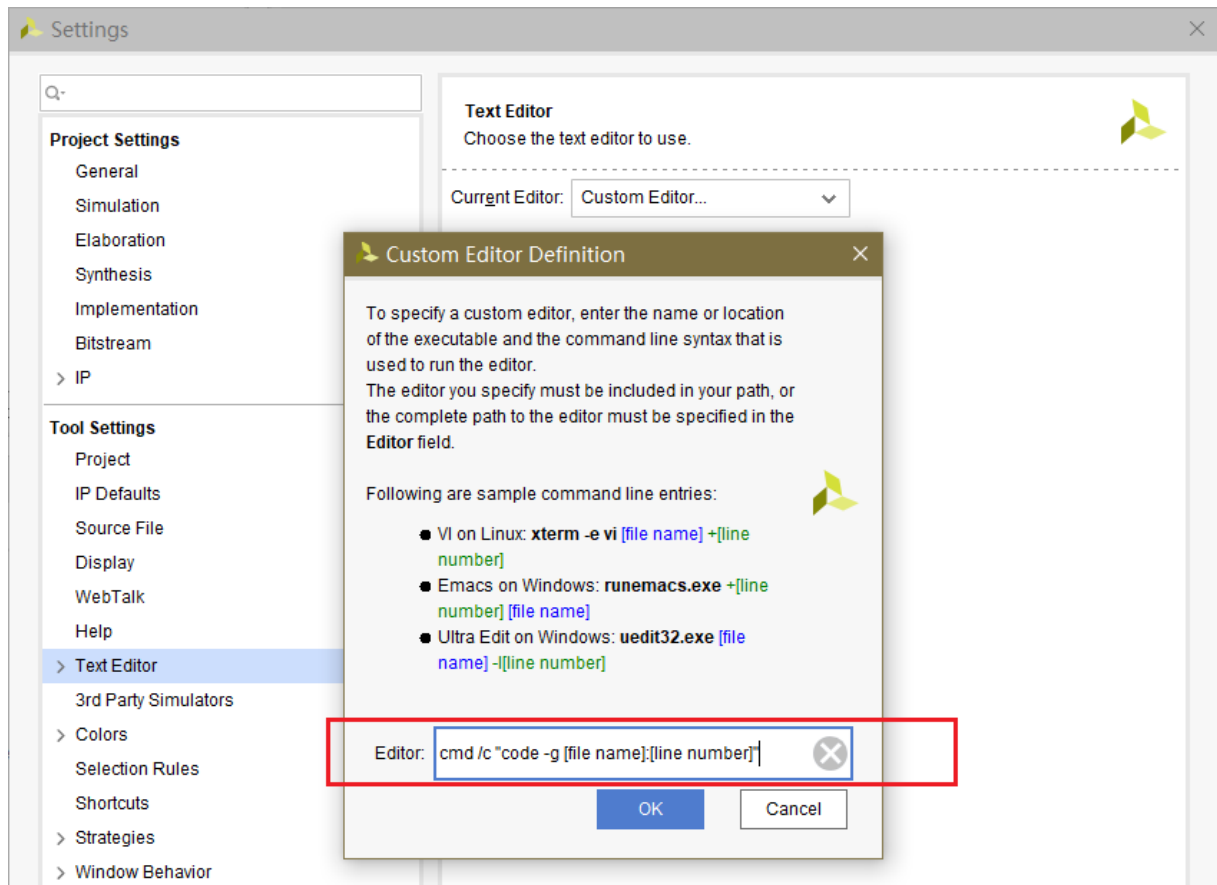 Settings
Project Settings
General
Simulation
Elaboration
Synthesis
Implementation
Bitstream
IP
Tool Settings
Project
IP Defaults
Source File
Display
WebTalk
Help
Text Editor
3rd Party Simulators
Colors
Selection Rules
Shortcuts
Strategies
Window Behavior
Text Editor
Choose the text editor to use.
Current Editor: Custom Editor...
Custom Editor Definition
To specify a custom editor, enter the name or location
of the executable and the command line syntax that is
used to run the editor.
The editor you specify must be included in your path, or
the complete path to the editor must be specified in the
Editor field.
Following are sample command line entries:
VI on Linux: xterm -e vi [file name] +[line
number]
Emacs on Windows: runemacs.exe +[line
number] [file name]
Ultra Edit on Windows: uedit32.exe [file
name] -l[line number]
Editor: cmd /c "code -g [file name]:[line number]"
OK Cancel